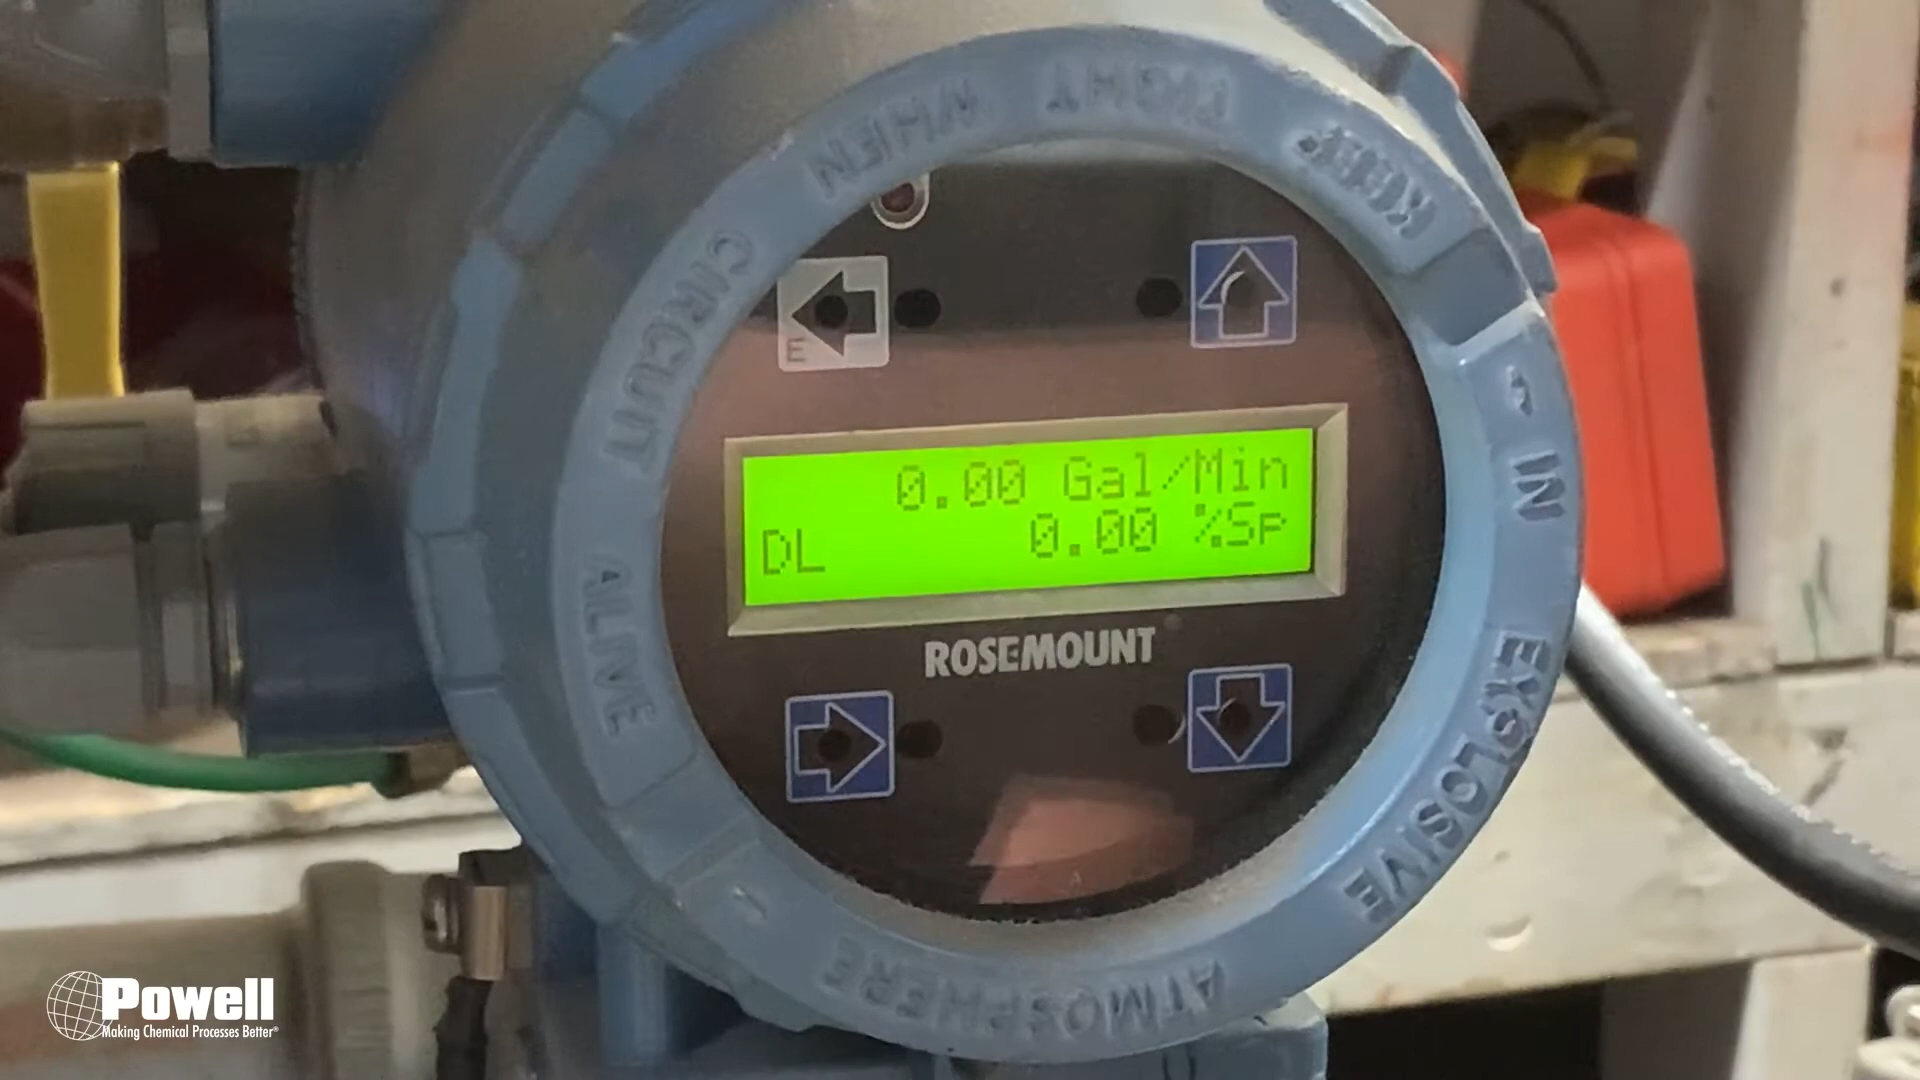 KEEP TIGHT WHEN
CIRCUIT ALIVE
IN EXPLOSIVE
ATMOSPHERE
E
0.00 Gal/Min
DL 0.00 %Sp
ROSEMOUNT
Powell
Making Chemical Processes Better®